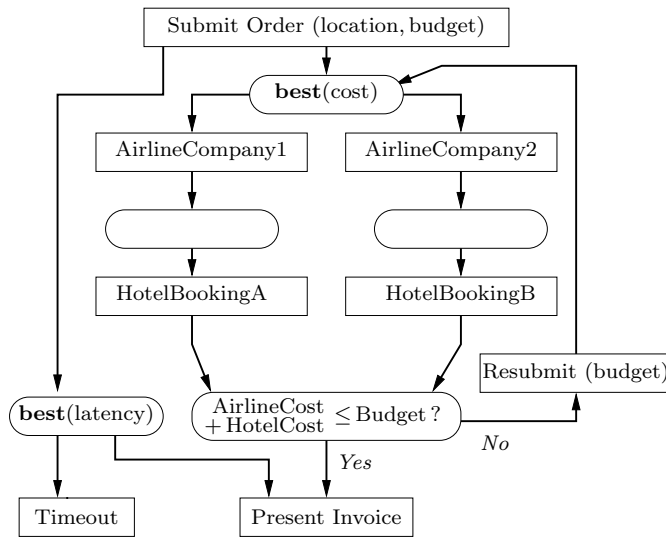 Submit Order (location, budget)
best(cost)
AirlineCompany1
AirlineCompany2
HotelBookingA
HotelBookingB
Resubmit (budget)
best(latency)
AirlineCost
+ HotelCost ≤ Budget ?
No
Yes
Timeout
Present Invoice